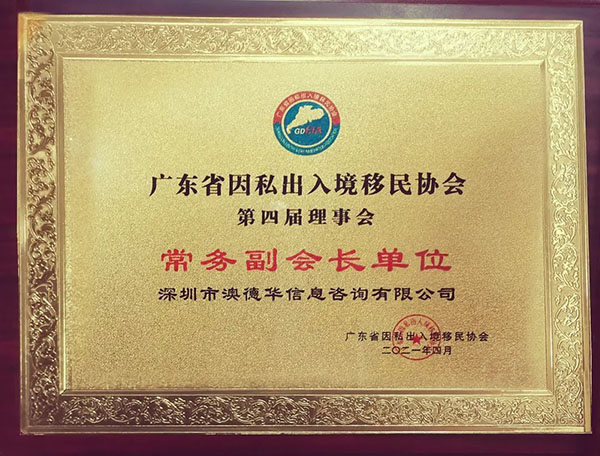 广东省因私出入境移民协会
第四届理事会
常务副会长单位
深圳市澳德华信息咨询有限公司
广东省因私出入境移民协会
二〇二一年四月